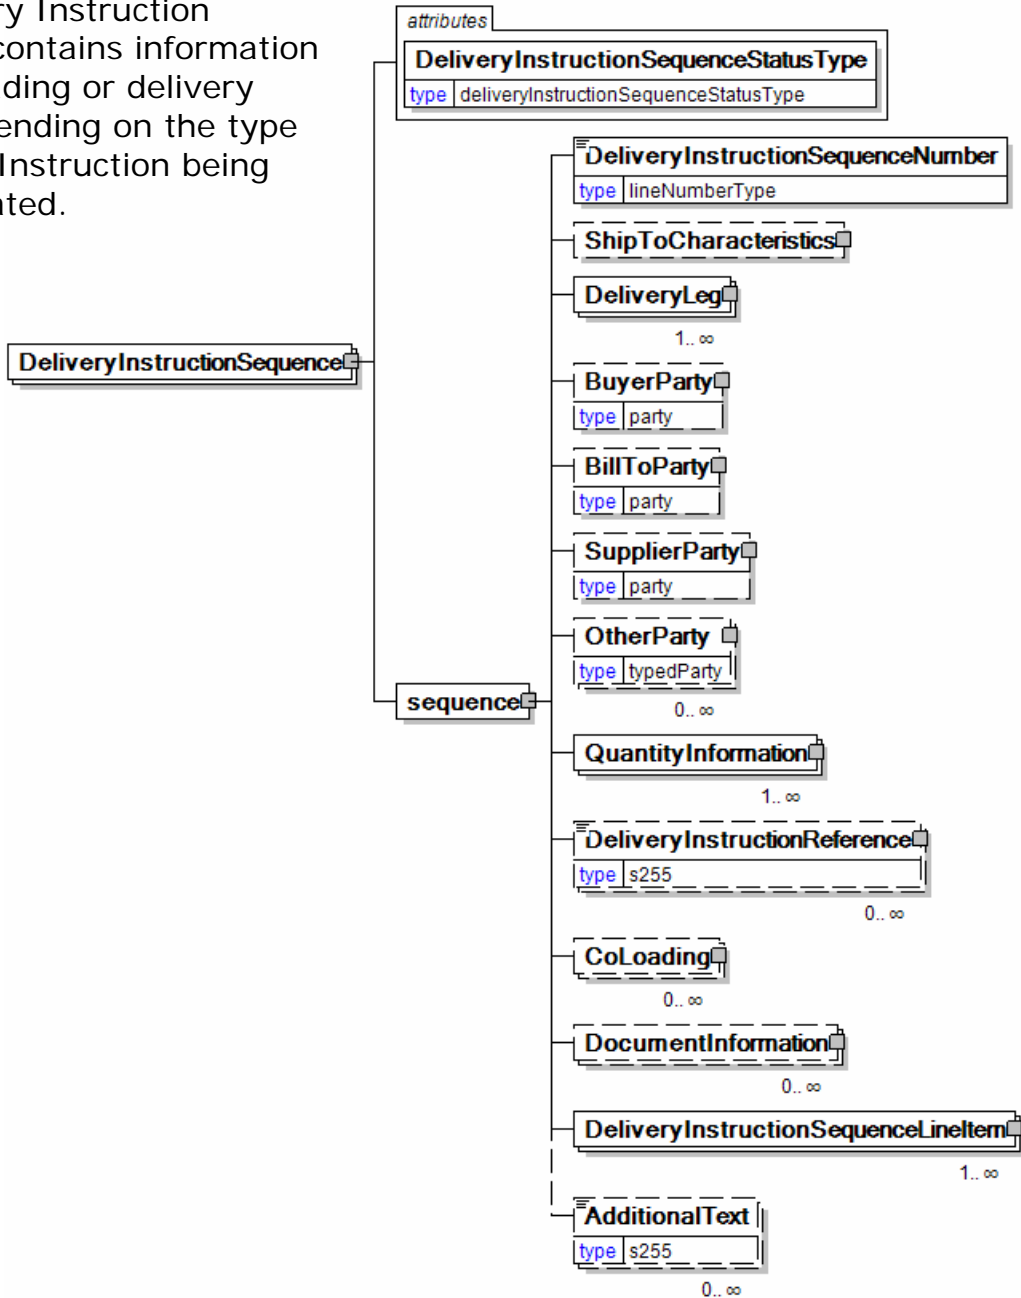 ry Instruction
contains information
ding or delivery
ending on the type
Instruction being
ated.
attributes
DeliveryInstructionSequenceStatusType
type deliveryInstructionSequenceStatusType
DeliveryInstructionSequenceNumber
type lineNumberType
ShipToCharacteristics
DeliveryLeg
1..∞
DeliveryInstructionSequence
BuyerParty
type party
BillToParty
type party
SupplierParty
type party
OtherParty
type typedParty
0..∞
sequence
QuantityInformation
1..∞
DeliveryInstructionReference
type s255
0..∞
CoLoading
0..∞
DocumentInformation
0..∞
DeliveryInstructionSequenceLineItem
1..∞
AdditionalText
type s255
0..∞